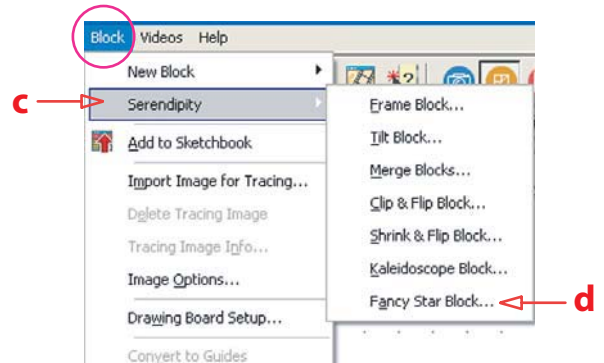 Block Videos Help
New Block
c
Serendipity
Add to Sketchbook
Import Image for Tracing...
Delete Tracing Image
Tracing Image Info...
Image Options...
Drawing Board Setup...
Convert to Guides
*?
Frame Block...
Tilt Block...
Merge Blocks...
Clip & Flip Block...
Shrink & Flip Block...
Kaleidoscope Block...
Fancy Star Block...
d